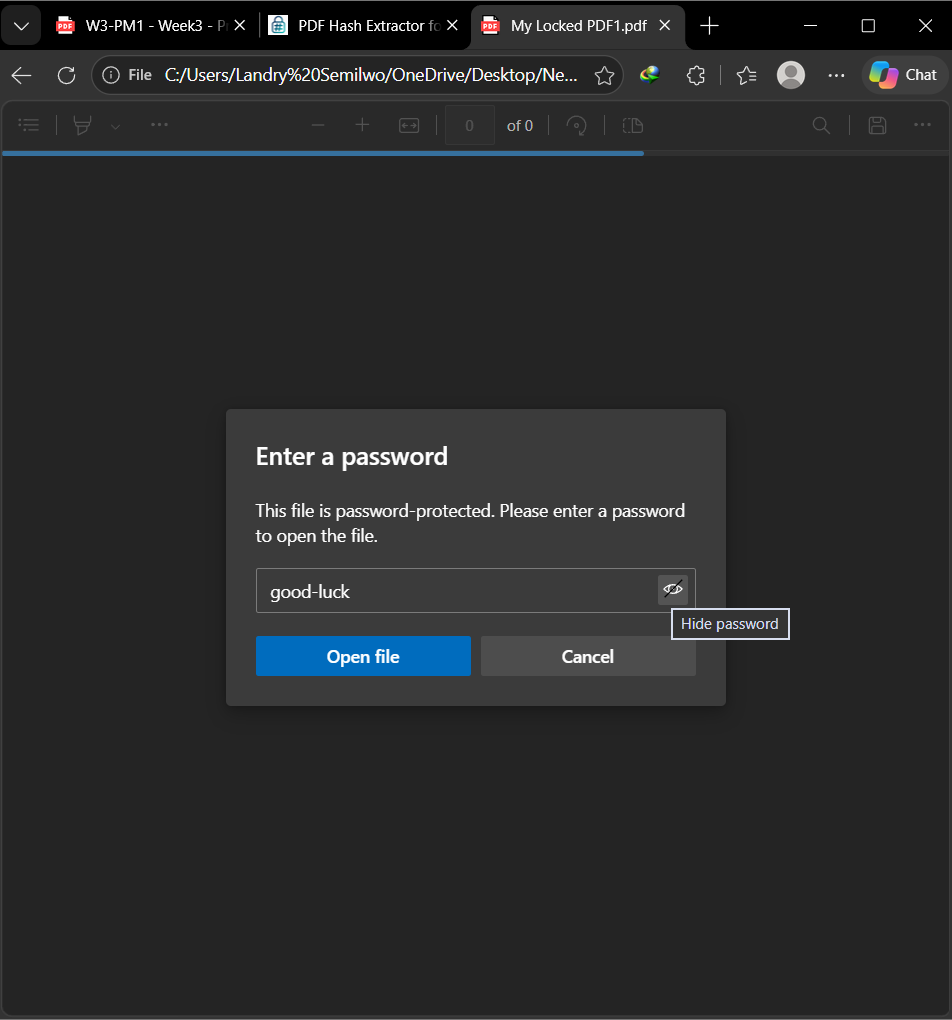 W3-PM1 - Week3 - P
PDF Hash Extractor fo
My Locked PDF1.pdf
File
C:/Users/Landry%20Semilwo/OneDrive/Desktop/Ne...
Chat
0
of 0
Enter a password
This file is password-protected. Please enter a password
to open the file.
good-luck
Hide password
Open file
Cancel